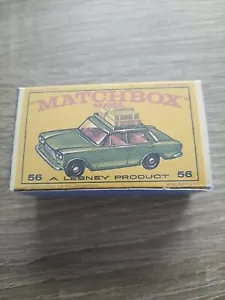 MATCHBOX
SERIES
56 A LESNEY PRODUCT 56